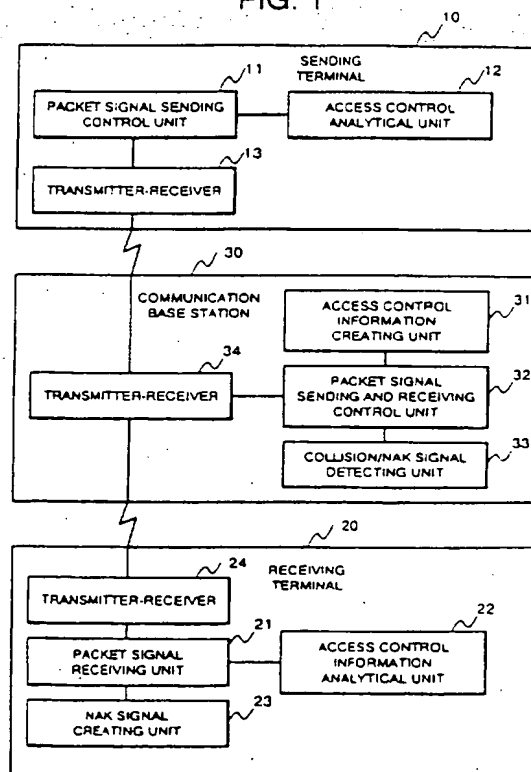 FIG. 1
10
SENDING
TERMINAL
11
12
PACKET SIGNAL SENDING
CONTROL UNIT
ACCESS CONTROL
ANALYTICAL UNIT
13
TRANSMITTER-RECEIVER
30
COMMUNICATION
BASE STATION
31
ACCESS CONTROL
INFORMATION
CREATING UNIT
34
32
TRANSMITTER-RECEIVER
PACKET SIGNAL
SENDING AND RECEIVING
CONTROL UNIT
33
COLLISION/NAK SIGNAL
DETECTING UNIT
20
24
RECEIVING
TERMINAL
TRANSMITTER-RECEIVER
21
22
PACKET SIGNAL
RECEIVING UNIT
ACCESS CONTROL
INFORMATION
ANALYTICAL UNIT
23
NAK SIGNAL
CREATING UNIT